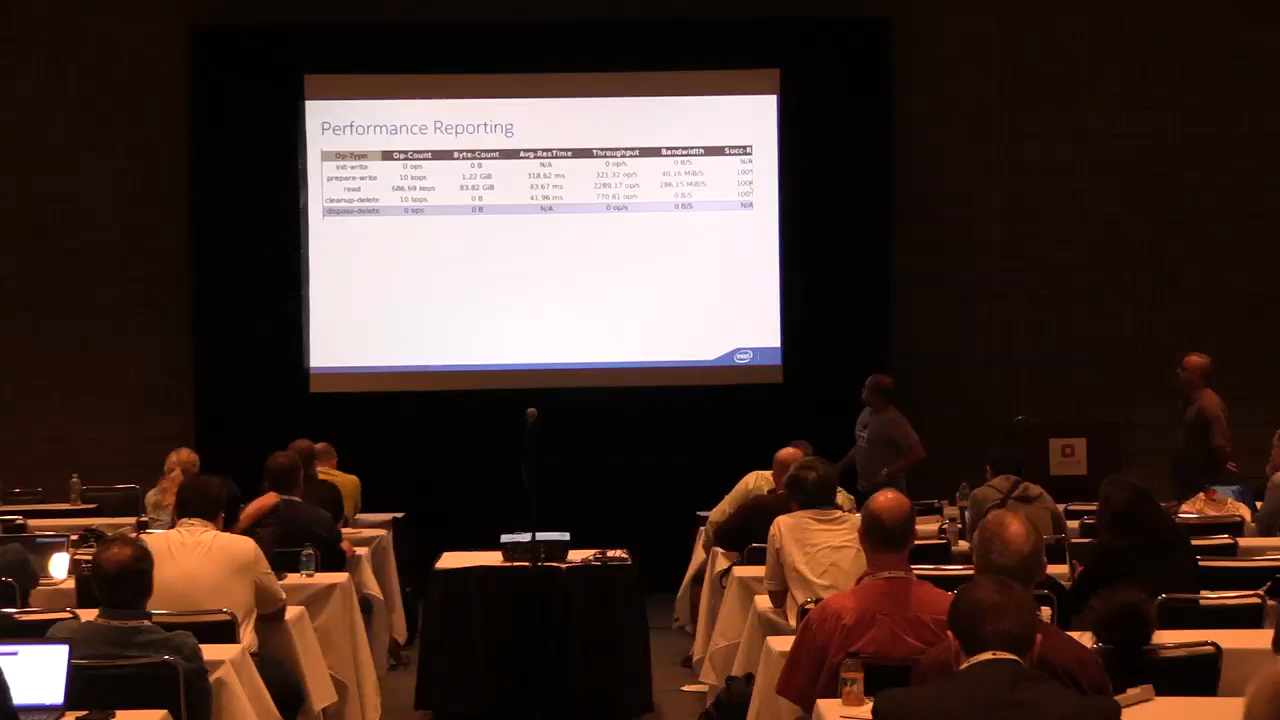 Performance Reporting
Op-Type Op-Count Byte-Count Avg-ResTime Throughput Bandwidth Succ-R
init-write 0 ops 0 B N/A 0 op/s 0 B/S N/A
prepare-write 10 kops 1.22 GiB 318.62 ms 321.32 op/s 40.16 MiB/S 100%
read 686.69 kops 83.82 GiB 43.67 ms 2289.17 op/s 286.15 MiB/S 100%
cleanup-delete 10 kops 0 B 41.96 ms 770.81 op/s 0 B/S 100%
dispose-delete 0 ops 0 B N/A 0 op/s 0 B/S N/A
intel